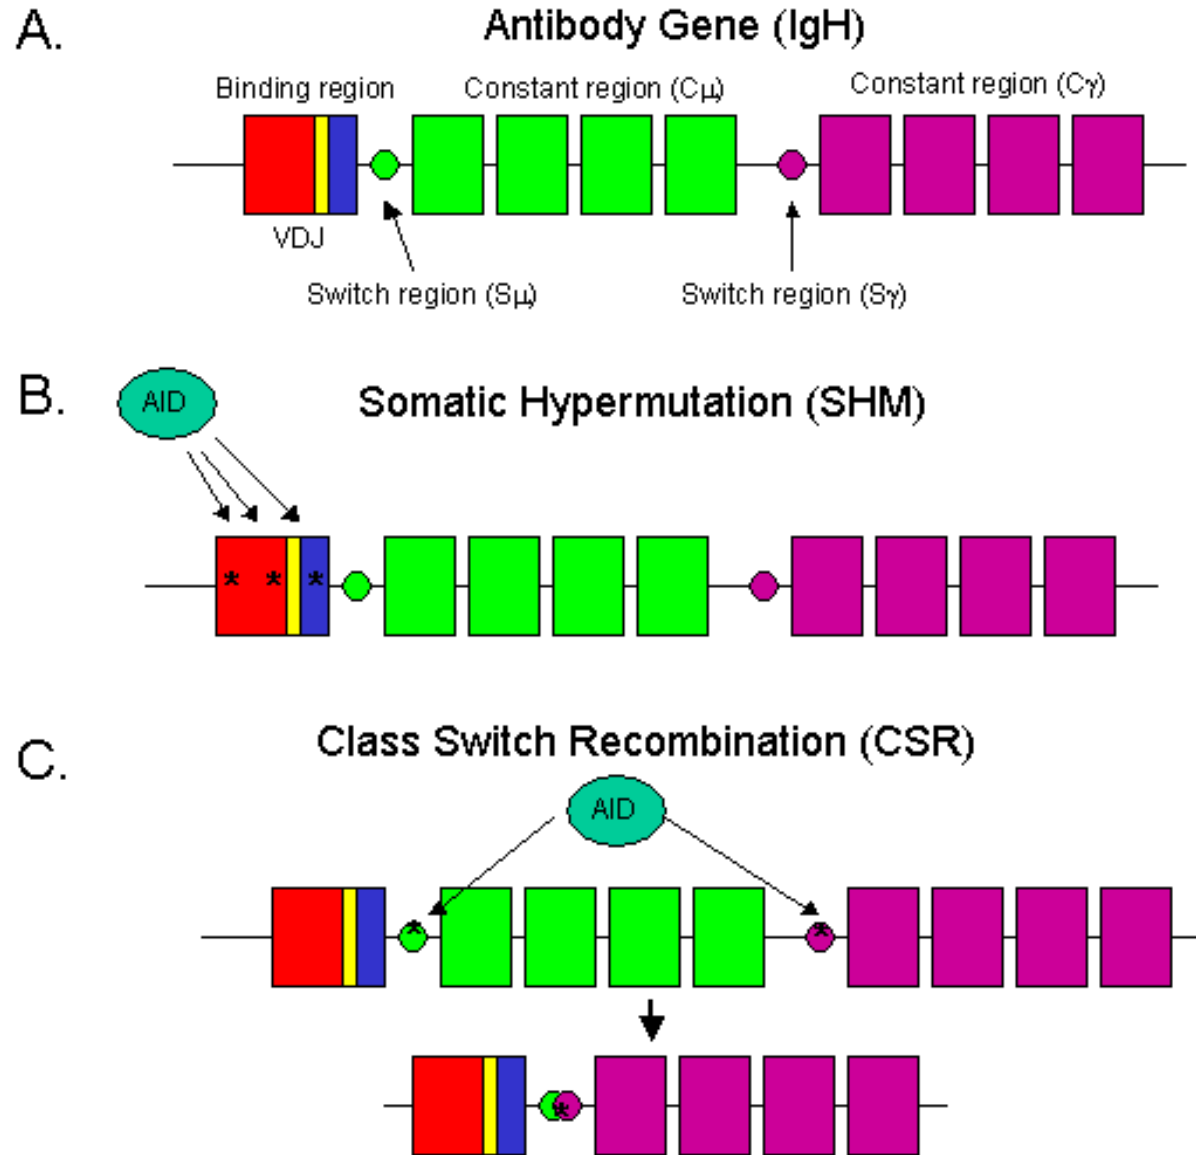 A.
Antibody Gene (IgH)
Binding region
Constant region (Cμ)
Constant region (Cγ)
VDJ
Switch region (Sμ)
Switch region (Sγ)
B.
AID
Somatic Hypermutation (SHM)
* * *
C.
Class Switch Recombination (CSR)
AID
* *
*